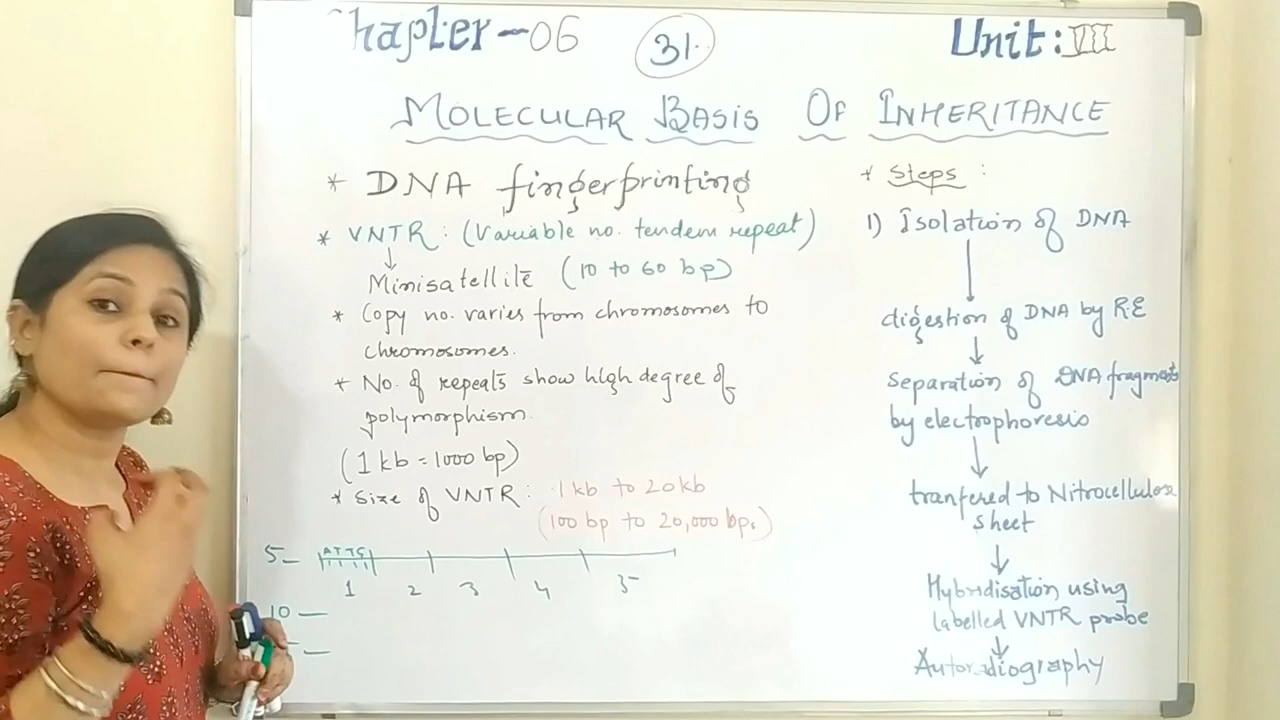 Chapter-06
31.
Unit: VII
MOLECULAR BASIS OF INHERITANCE
* DNA fingerprinting
* VNTR: (Variable no. tendem repeat)
Minisatellite (10 to 60 bp)
* Copy no. varies from chromosomes to
chromosomes.
* No. of repeats show high degree of
polymorphism.
(1 kb = 1000 bp)
* Size of VNTR: .1 kb to 20 kb
(100 bp to 20,000 bps)
5- ATTG
1 2 3 4 5
10 -
* Steps :
1) Isolation of DNA
digestion of DNA by R.E
Separation of DNA fragments
by electrophoresis
tranfered to Nitrocellulose
sheet
Hybridisation using
labelled VNTR probe
Autoradiography